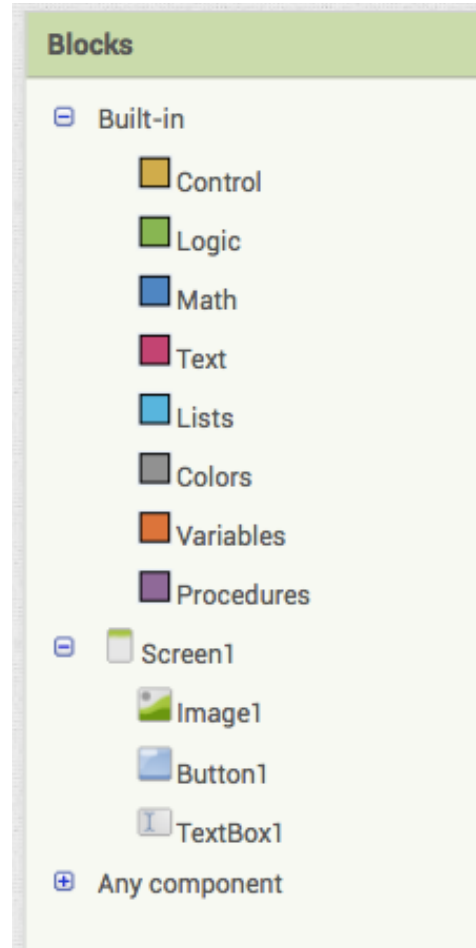 Blocks
Built-in
Control
Logic
Math
Text
Lists
Colors
Variables
Procedures
Screen1
Image1
Button1
TextBox1
Any component